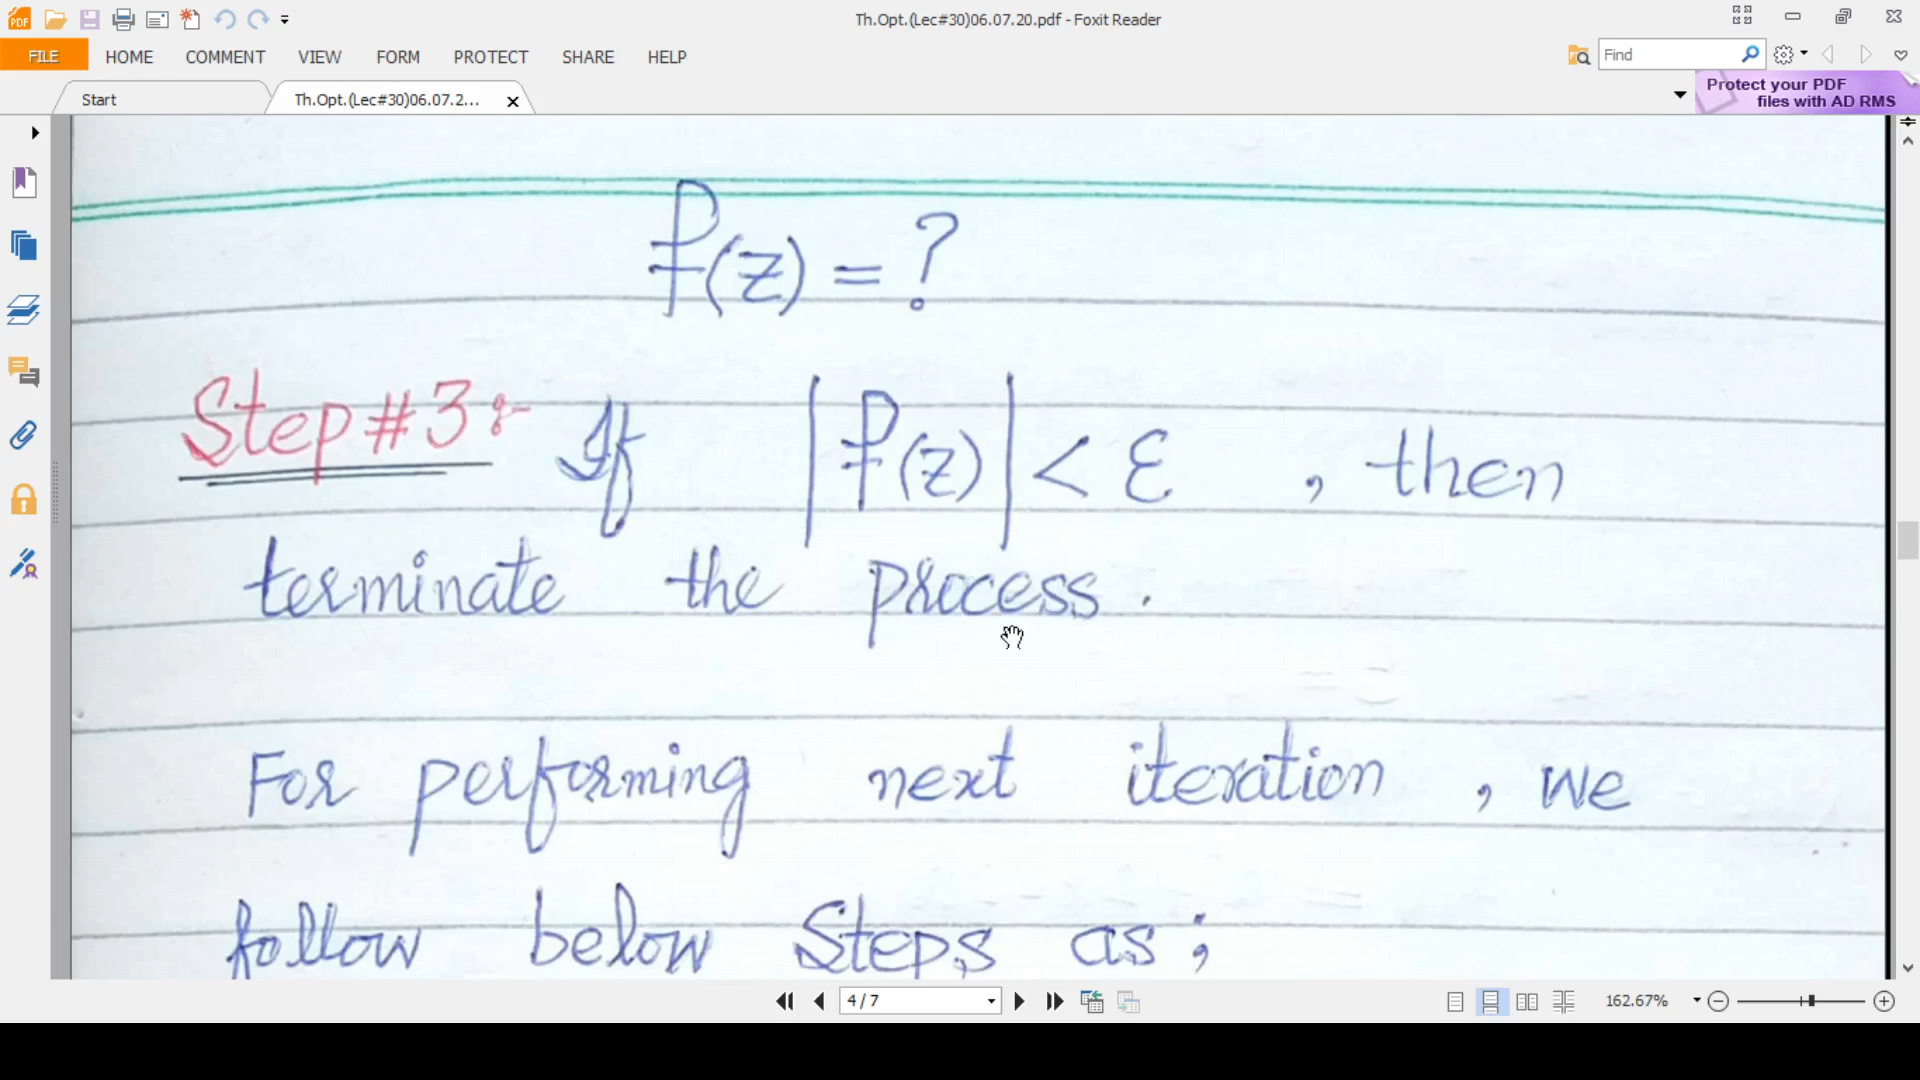 Th.Opt.(Lec#30)06.07.20.pdf - Foxit Reader
FILE HOME COMMENT VIEW FORM PROTECT SHARE HELP
Find
Start
Th.Opt.(Lec#30)06.07.2...
Protect your PDF
files with AD RMS
f(z) = ?
Step #3:- If |f(z)| < ε , then
terminate the process .
For performing next iteration , we
follow below Steps as;
4 / 7
162.67%